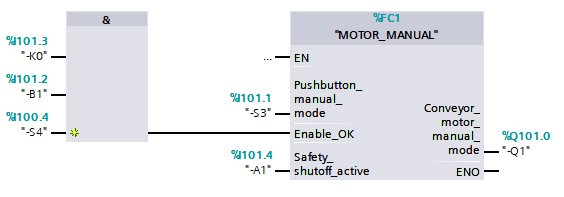 &
%I101.3
"-K0"
%I101.2
"-B1"
%I100.4
"-S4"
%FC1
"MOTOR_MANUAL"
... EN
%I101.1
"-S3"
Pushbutton_
manual_
mode
Enable_OK
%I101.4
"-A1"
Safety_
shutoff_active
Conveyor_
motor_
manual_
mode
%Q101.0
"-Q1"
ENO